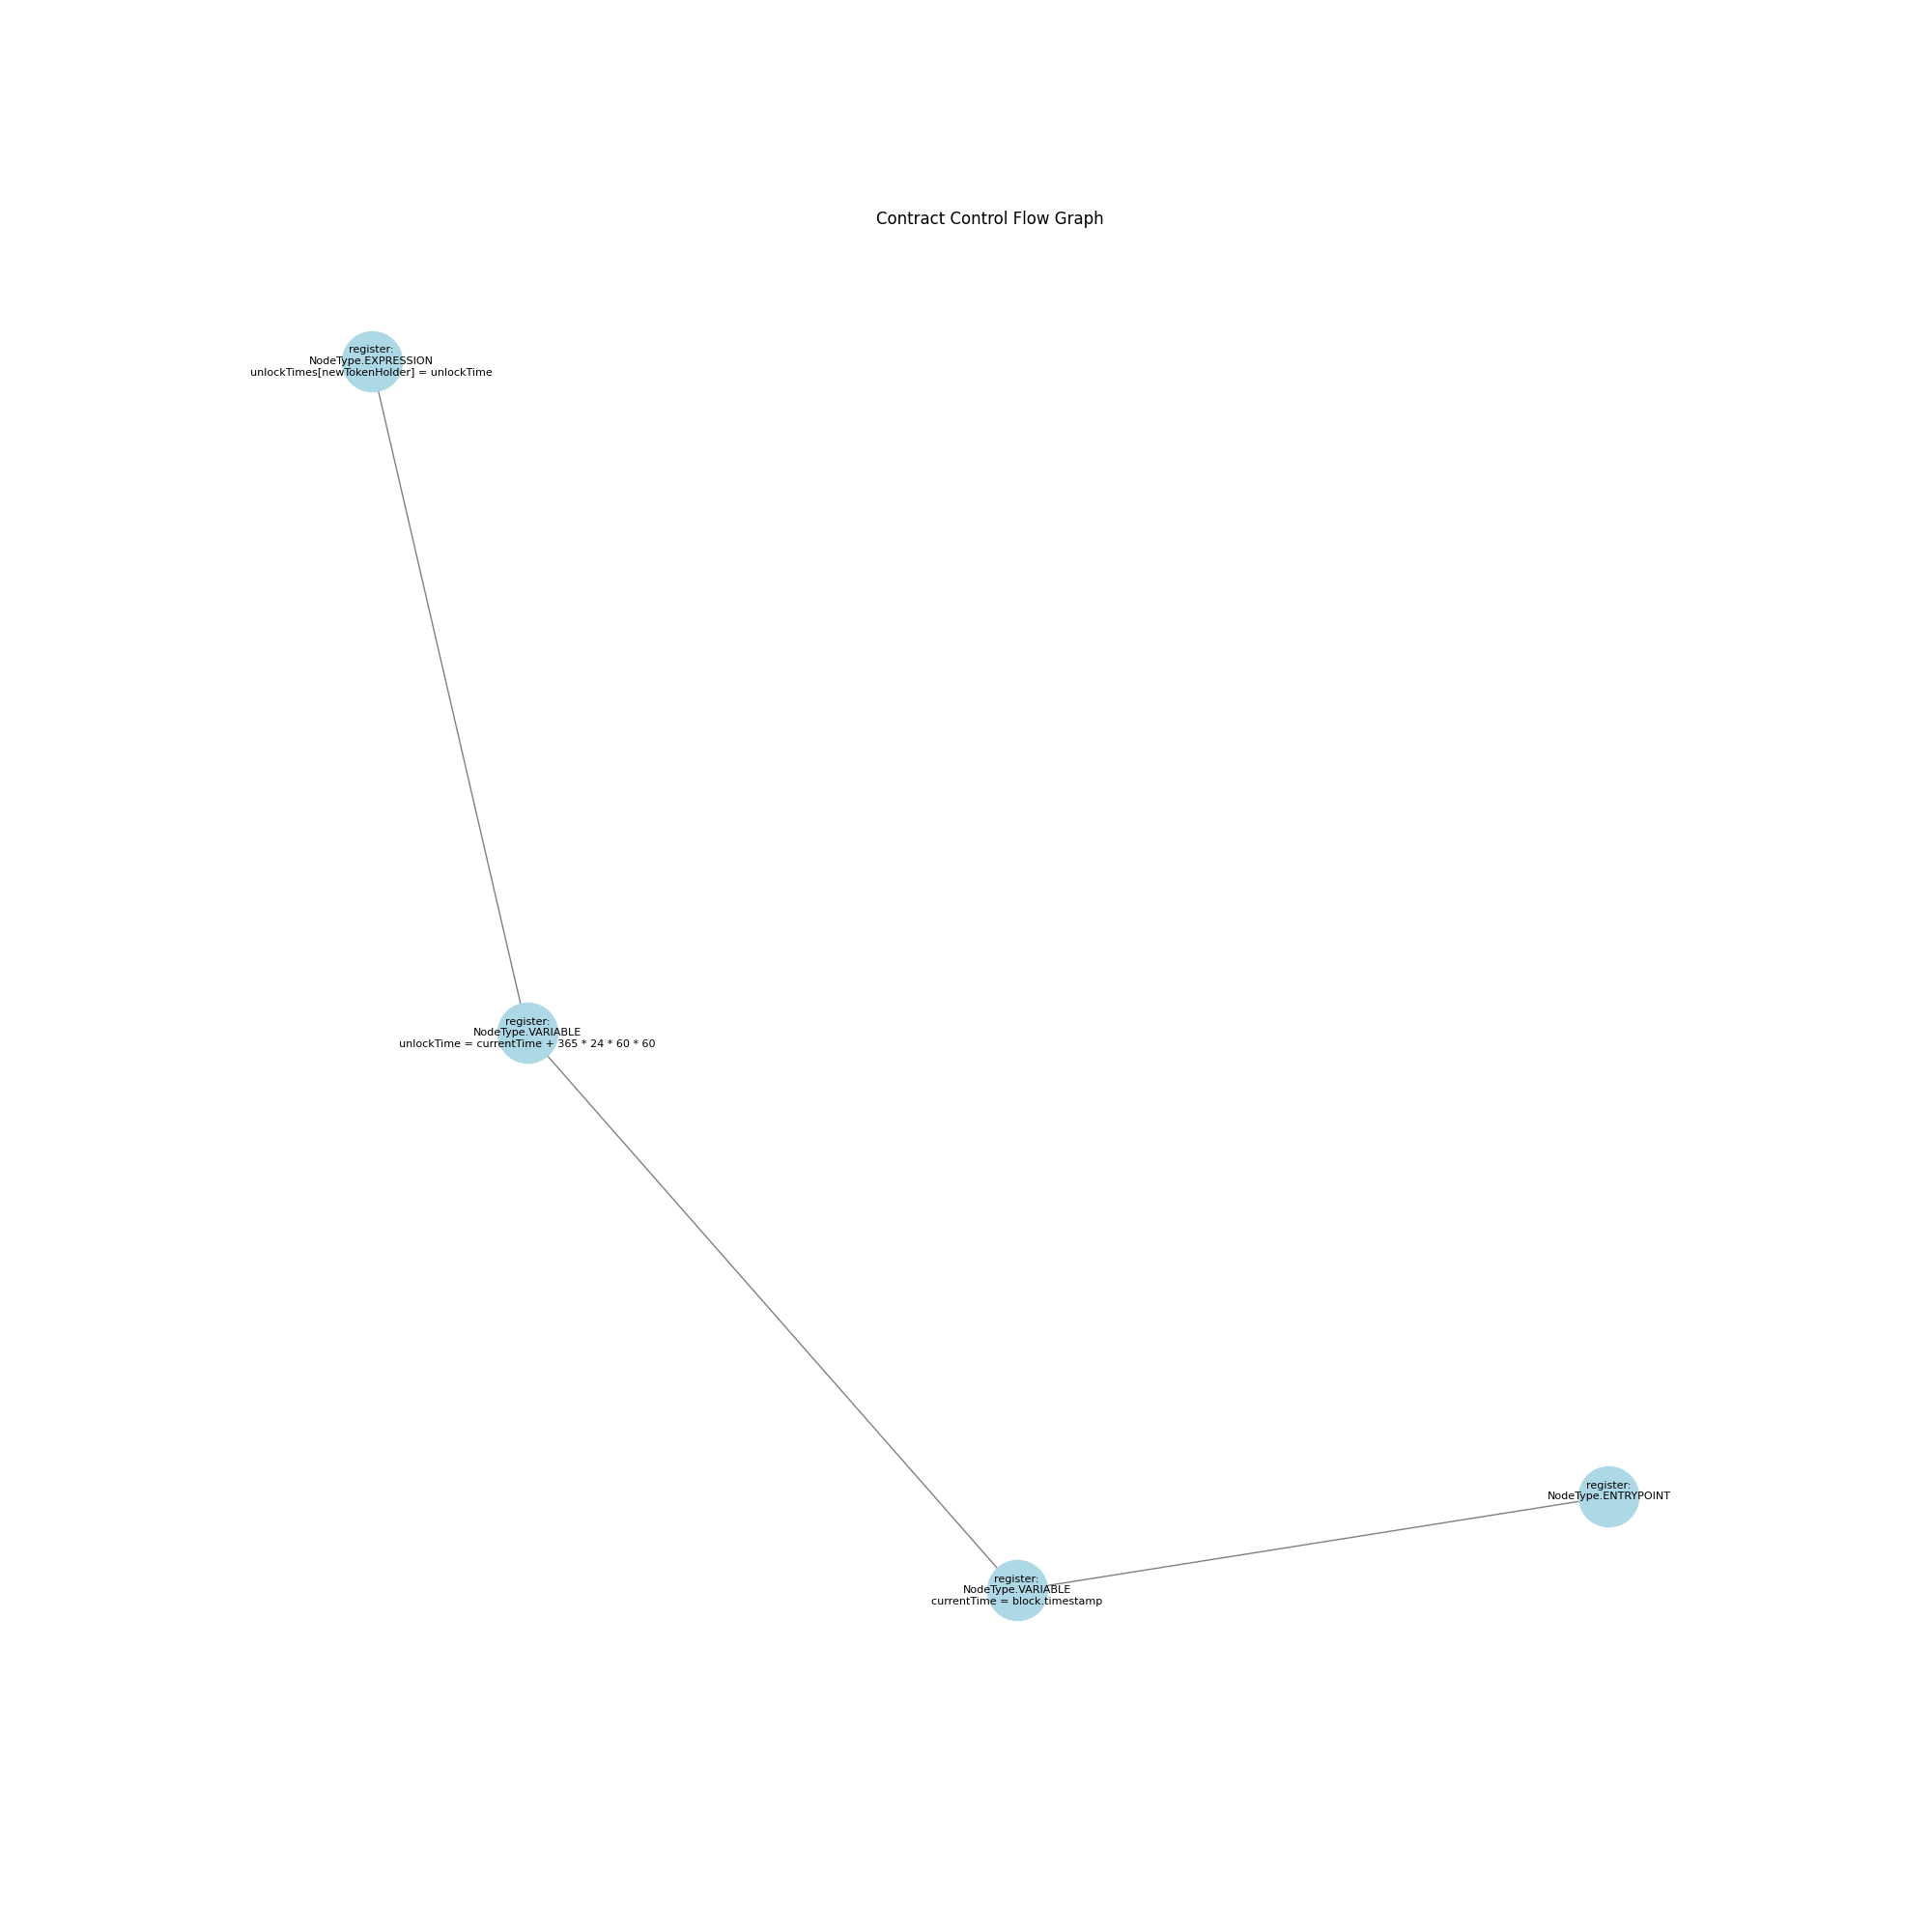 Contract Control Flow Graph
register:
NodeType.EXPRESSION
unlockTimes[newTokenHolder] = unlockTime
register:
NodeType.VARIABLE
unlockTime = currentTime + 365 * 24 * 60 * 60
register:
NodeType.ENTRYPOINT
register:
NodeType.VARIABLE
currentTime = block.timestamp